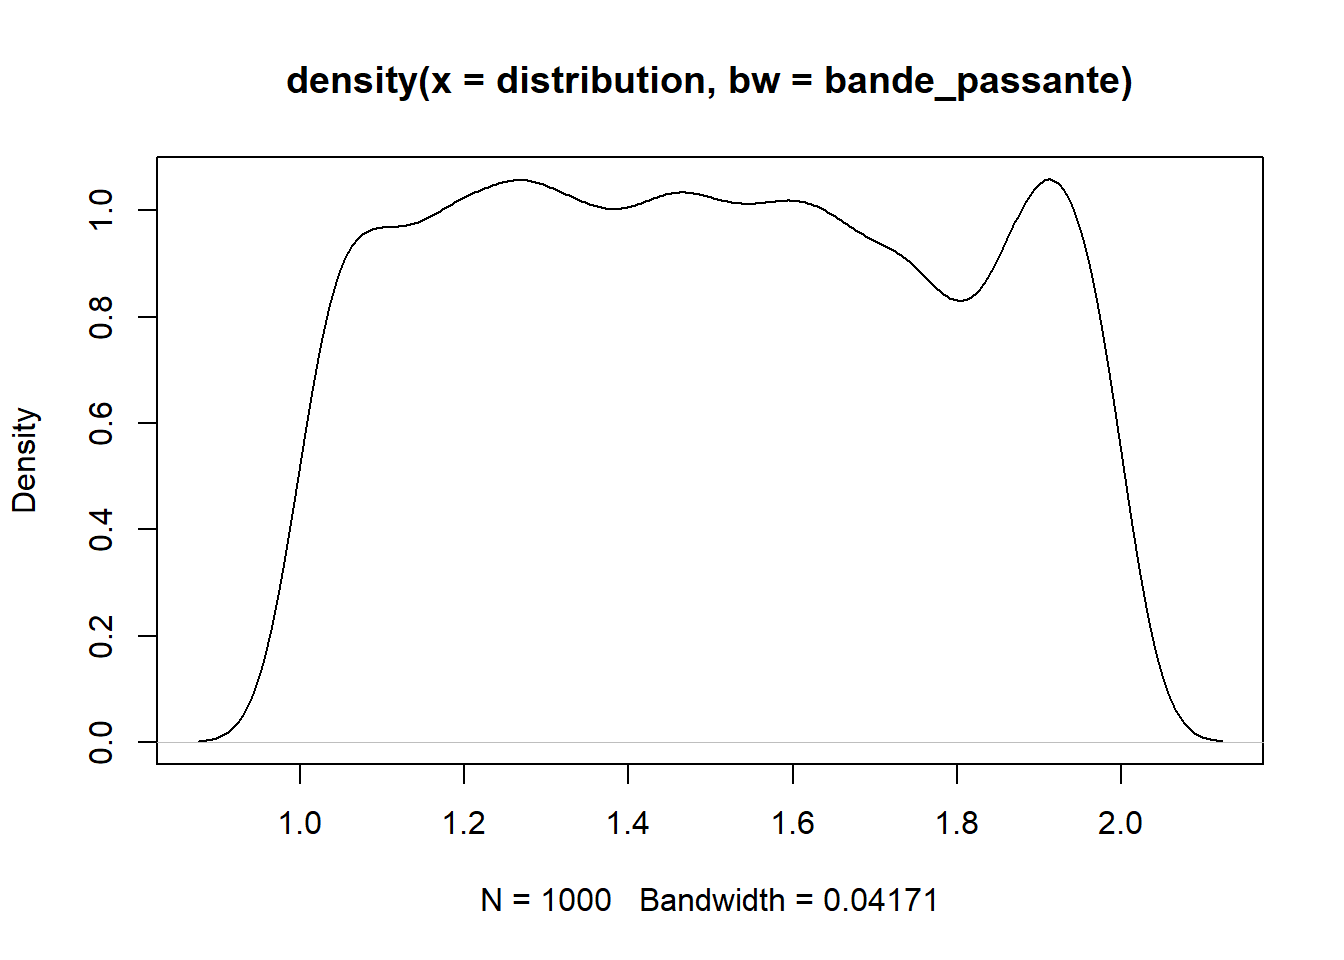 density(x = distribution, bw = bande_passante)
Density
1.0
0.8
0.6
0.4
0.2
0.0
1.0 1.2 1.4 1.6 1.8 2.0
N = 1000 Bandwidth = 0.04171